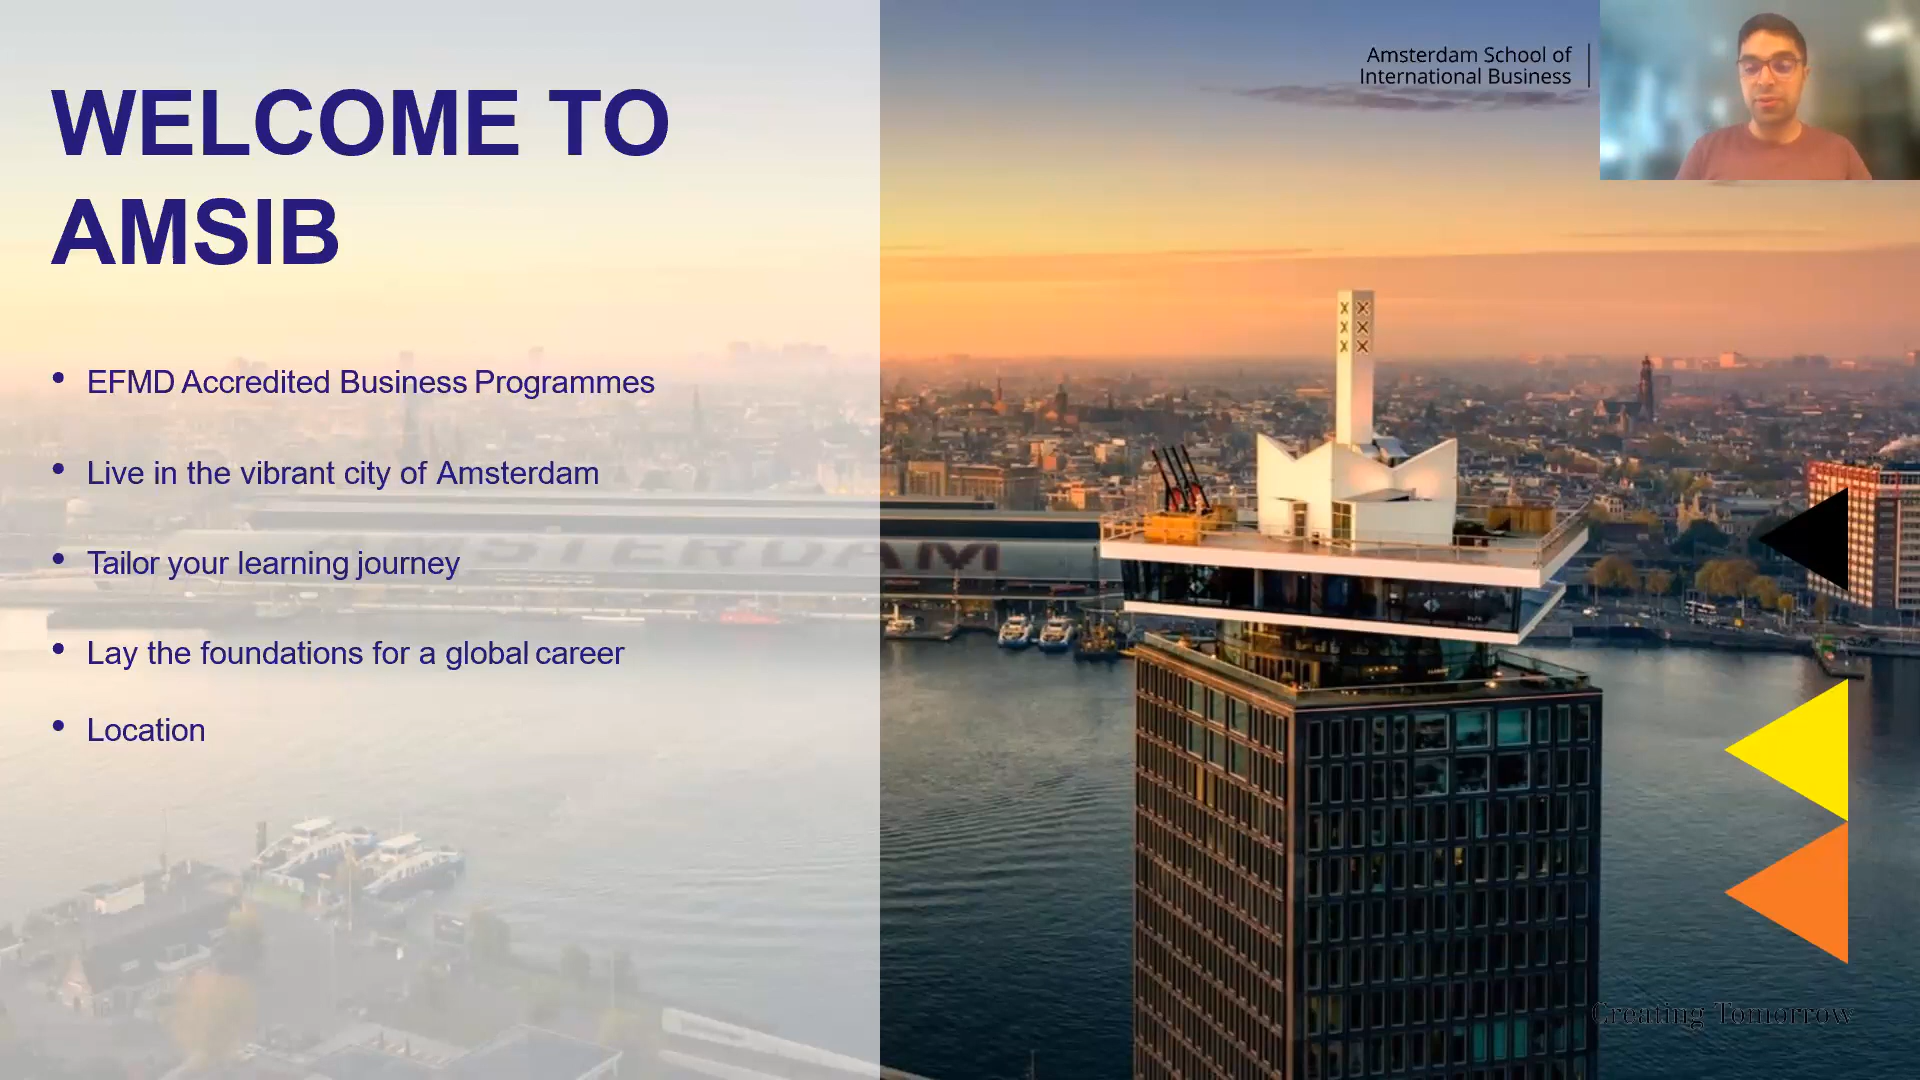 WELCOME TO
AMSIB
• EFMD Accredited Business Programmes
• Live in the vibrant city of Amsterdam
• Tailor your learning journey
• Lay the foundations for a global career
• Location
Amsterdam School of
International Business
AMSTERDAM
Creating Tomorrow